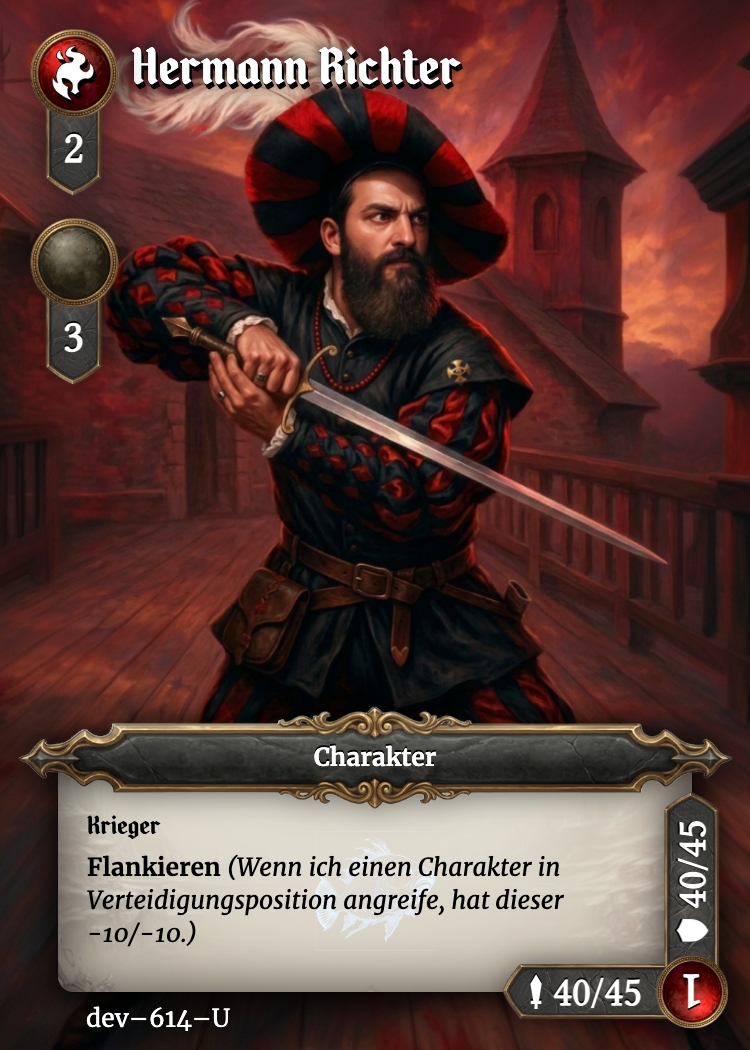 Hermann Richter
2
3
Charakter
Krieger
Flankieren (Wenn ich einen Charakter in
Verteidigungsposition angreife, hat dieser
-10/-10.)
40/45
40/45
1
dev–614–U